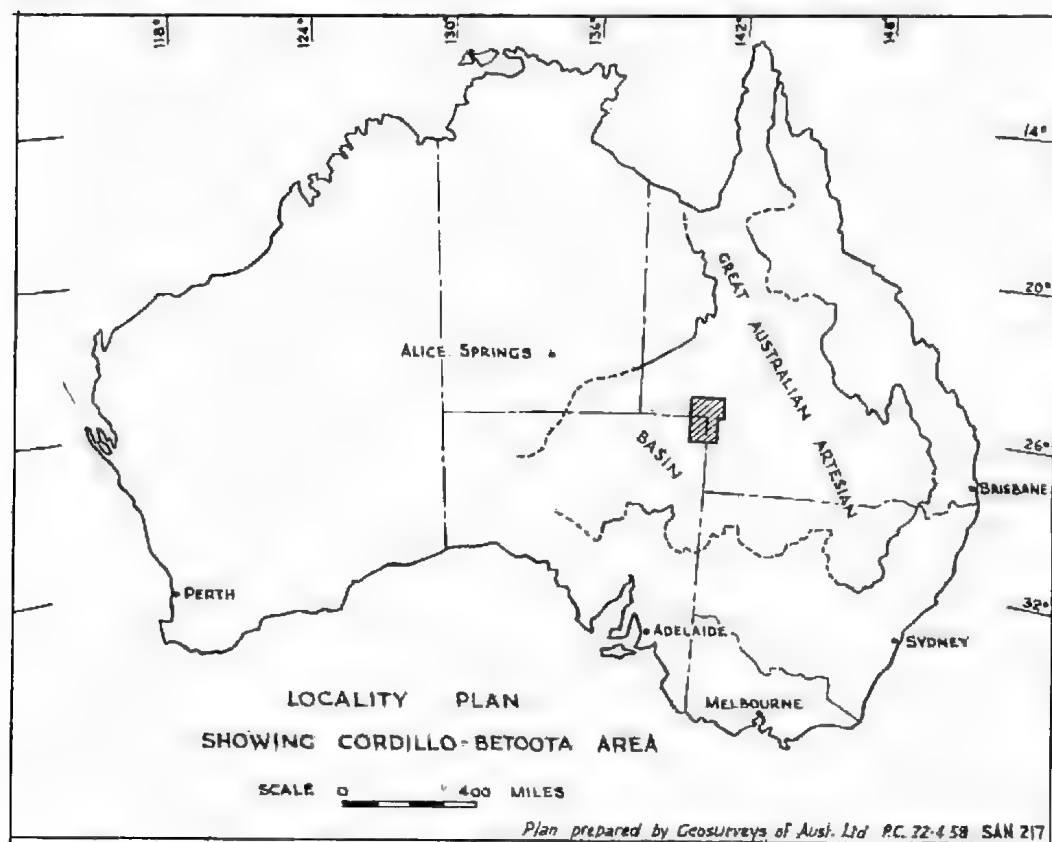 118° 124° 130° 136° 142° 148°
14°
20°
GREAT AUSTRALIAN ARTESIAN
BASIN
ALICE SPRINGS
26°
BRISBANE
PERTH
32°
ADELAIDE
SYDNEY
MELBOURNE
LOCALITY PLAN
SHOWING CORDILLO-BETOOTA AREA
SCALE 0 400 MILES
Plan prepared by Geosurveys of Aust. Ltd P.C. 22-4-58 SAN 217